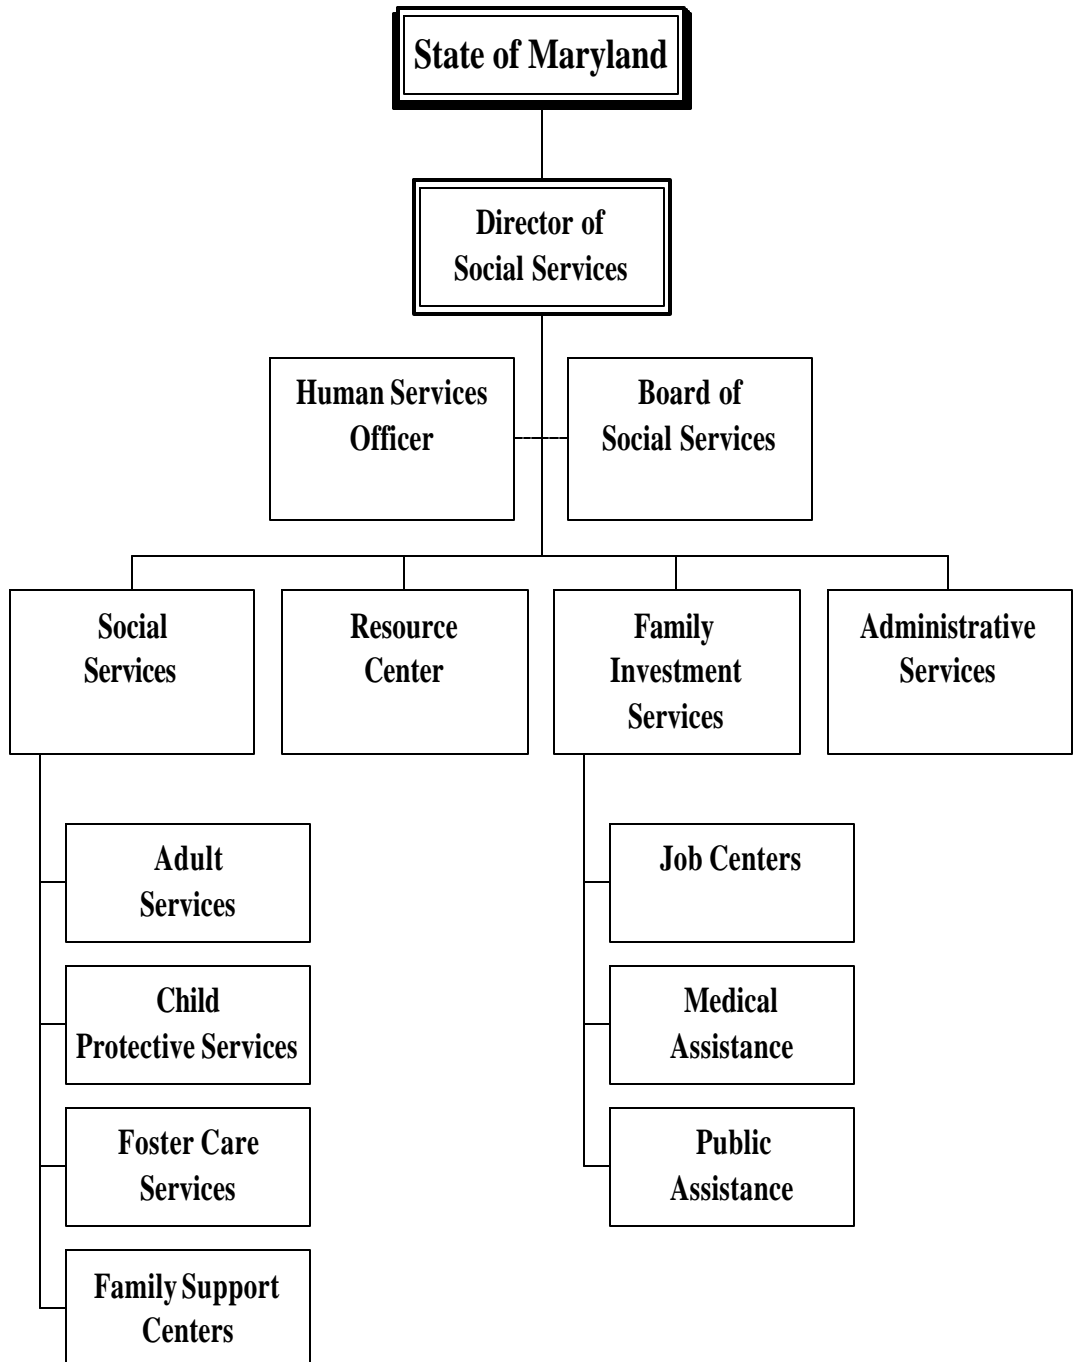 State of Maryland
Director of
Social Services
Human Services
Officer
Board of
Social Services
Social
Services
Resource
Center
Family
Investment
Services
Administrative
Services
Adult
Services
Child
Protective Services
Foster Care
Services
Family Support
Centers
Job Centers
Medical
Assistance
Public
Assistance